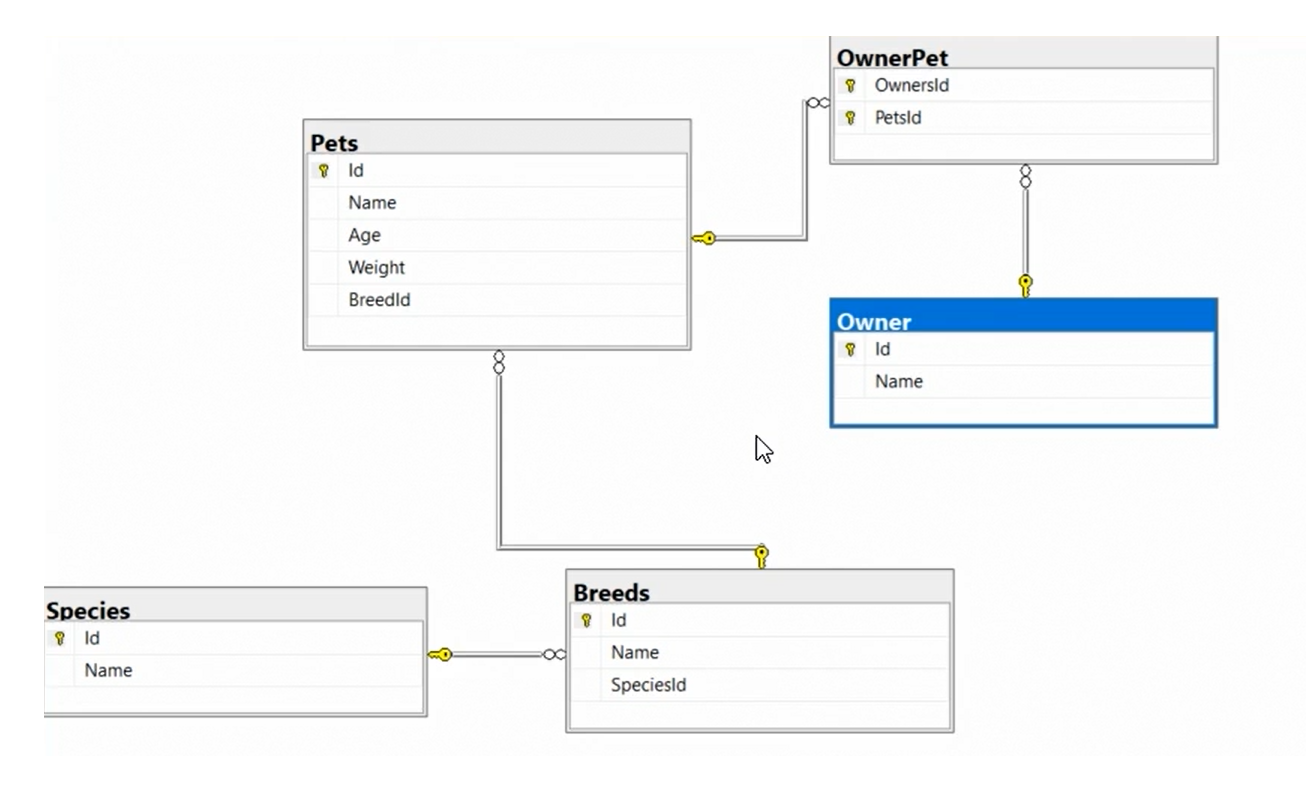 OwnerPet
OwnersId
PetsId
Pets
Id
Name
Age
Weight
BreedId
Owner
Id
Name
Species
Id
Name
Breeds
Id
Name
SpeciesId